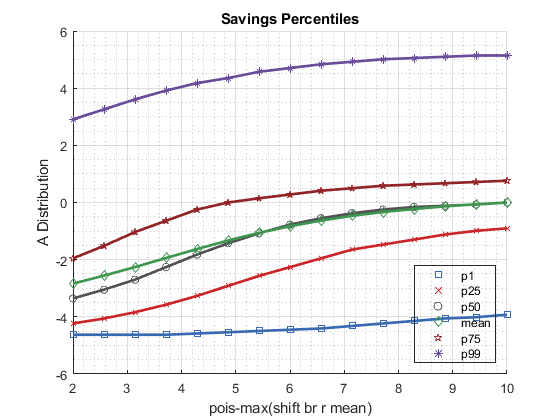 Savings Percentiles
6
4
2
0
-2
-4
-6
A Distribution
p1
p25
p50
mean
p75
p99
2 3 4 5 6 7 8 9 10
pois-max(shift br r mean)